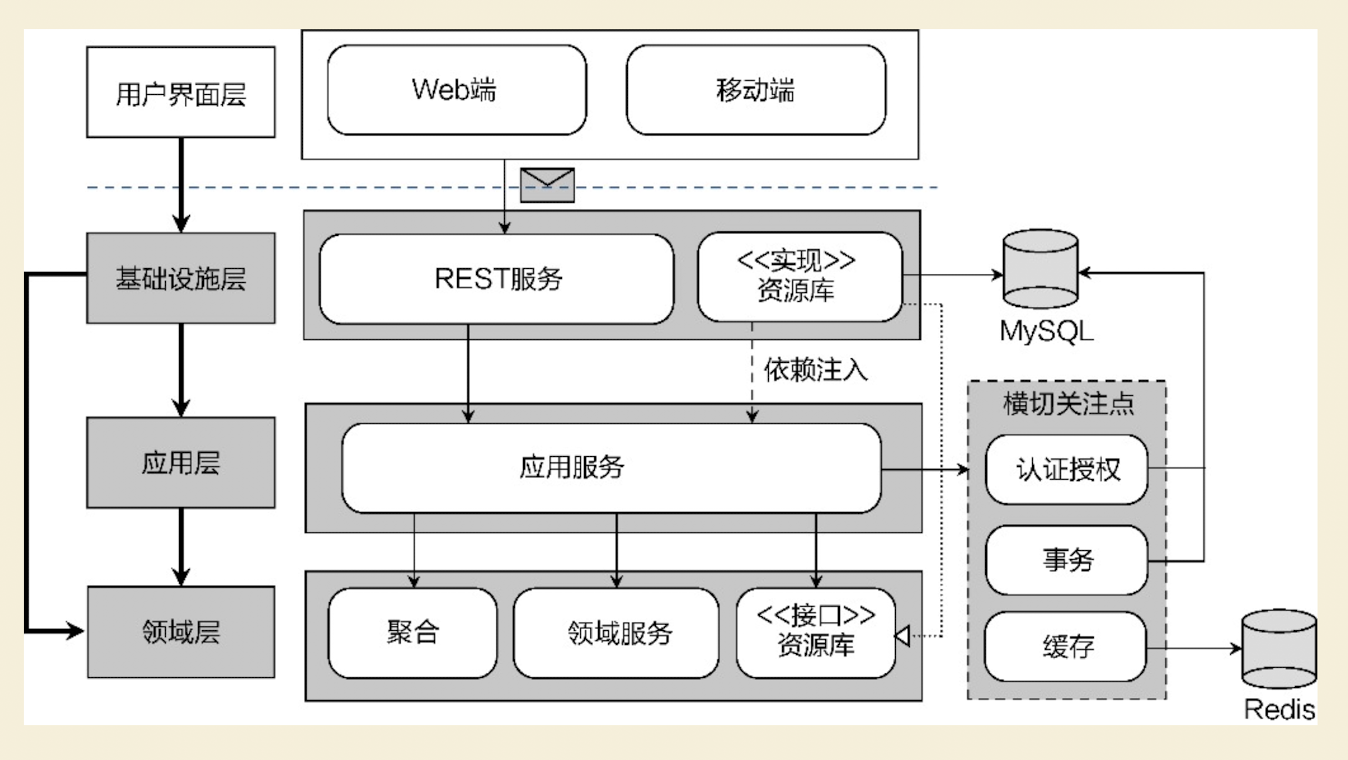 用户界面层
Web端
移动端
基础设施层
REST服务
<<实现>>
资源库
MySQL
依赖注入
横切关注点
应用层
应用服务
认证授权
事务
领域层
聚合
领域服务
<<接口>>
资源库
缓存
Redis